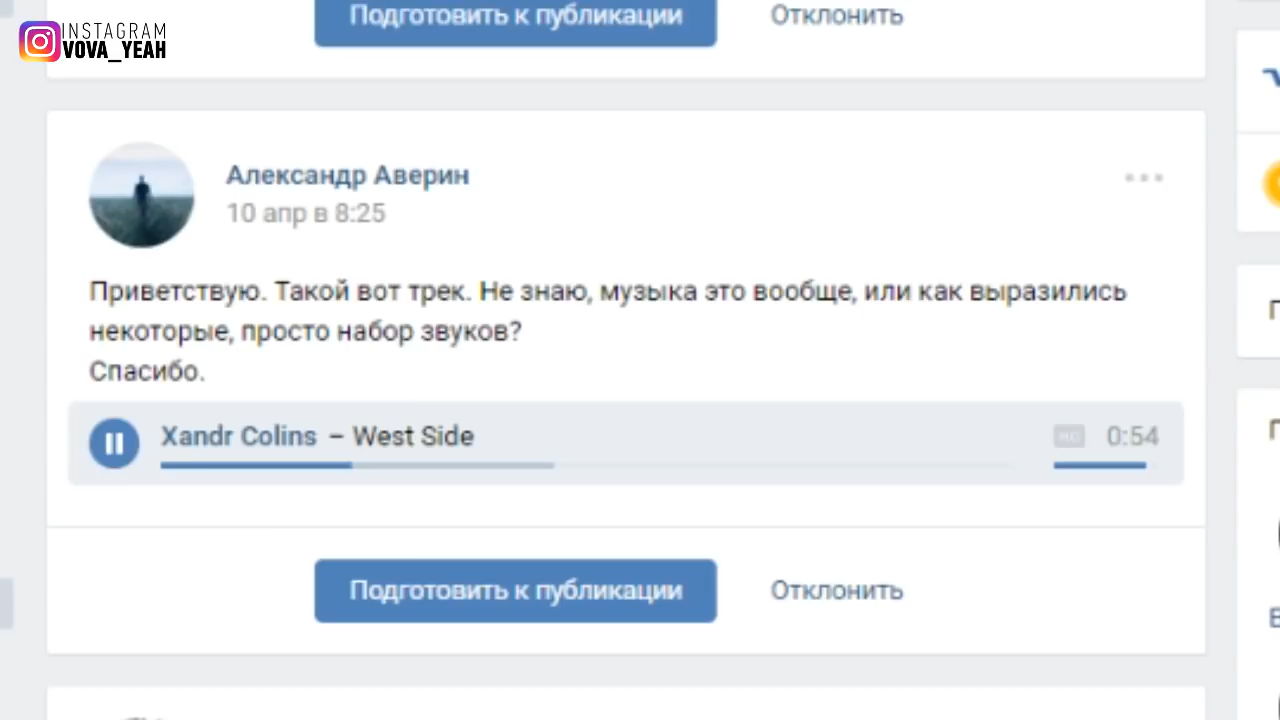 Подготовить к публикации Отклонить
INSTAGRAM
VOVA_YEAH
Александр Аверин
10 апр в 8:25
Приветствую. Такой вот трек. Не знаю, музыка это вообще, или как выразились
некоторые, просто набор звуков?
Спасибо.
Xandr Colins – West Side HQ 0:54
Подготовить к публикации Отклонить